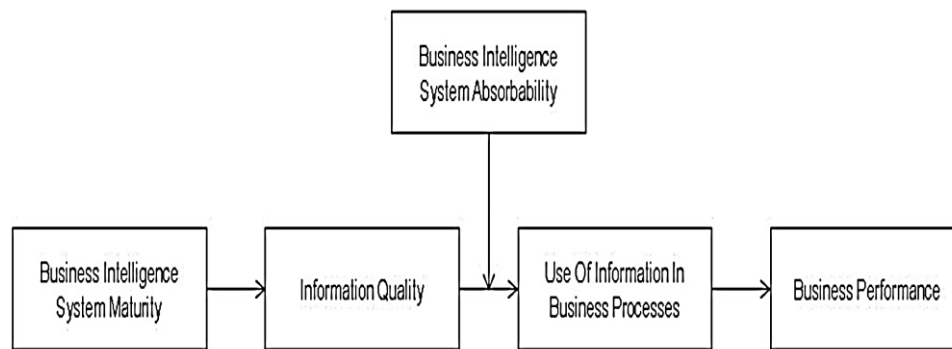 Business Intelligence
System Absorbability
Business Intelligence
System Maturity
Information Quality
Use Of Information In
Business Processes
Business Performance